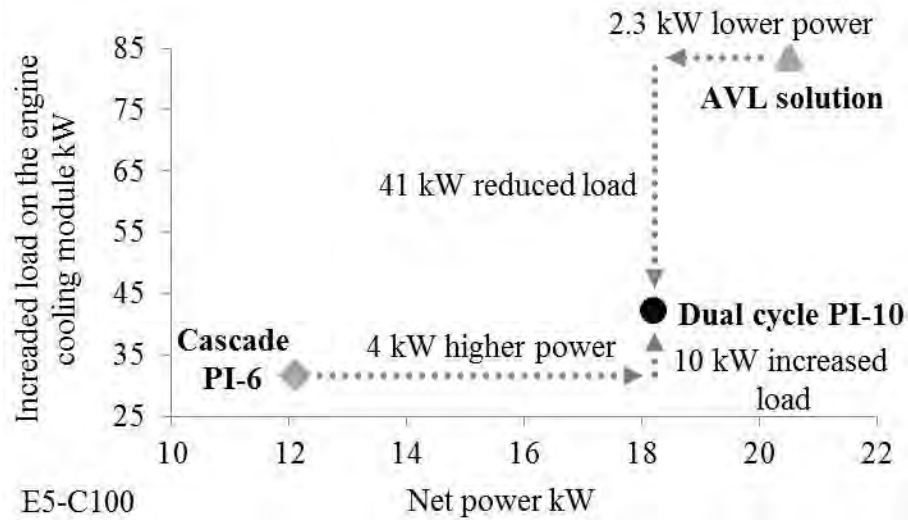 Increaded load on the engine
cooling module kW
85
75
65
55
45
35
25
10
12
14
16
18
20
22
Net power kW
E5-C100
2.3 kW lower power
AVL solution
41 kW reduced load
Dual cycle PI-10
Cascade
PI-6
4 kW higher power
10 kW increased
load